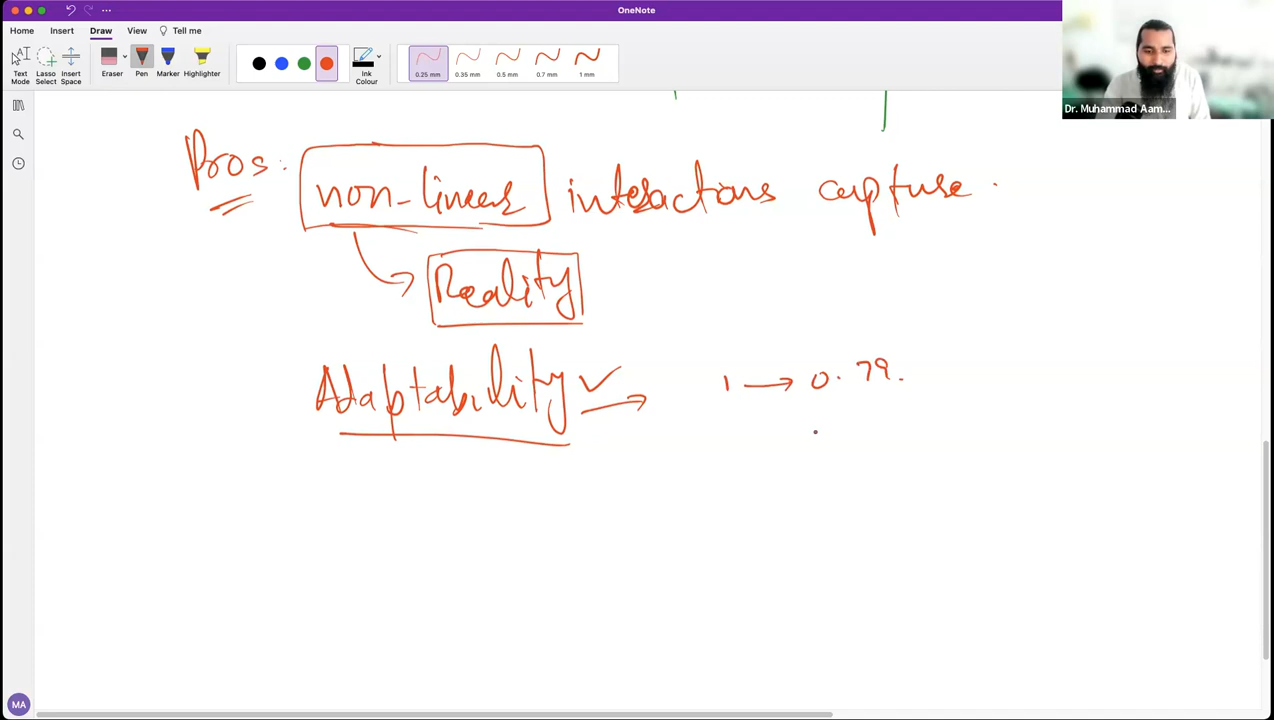 OneNote
Home Insert Draw View Tell me
Text Mode Lasso Select Insert Space Eraser Pen Marker Highlighter Ink Colour 0.25 mm 0.35 mm 0.5 mm 0.7 mm 1 mm
Dr. Muhammad Aam...
Pros: non-linear interactions capture.
Reality
Adaptability ✓ → 1 → 0.79.
MA